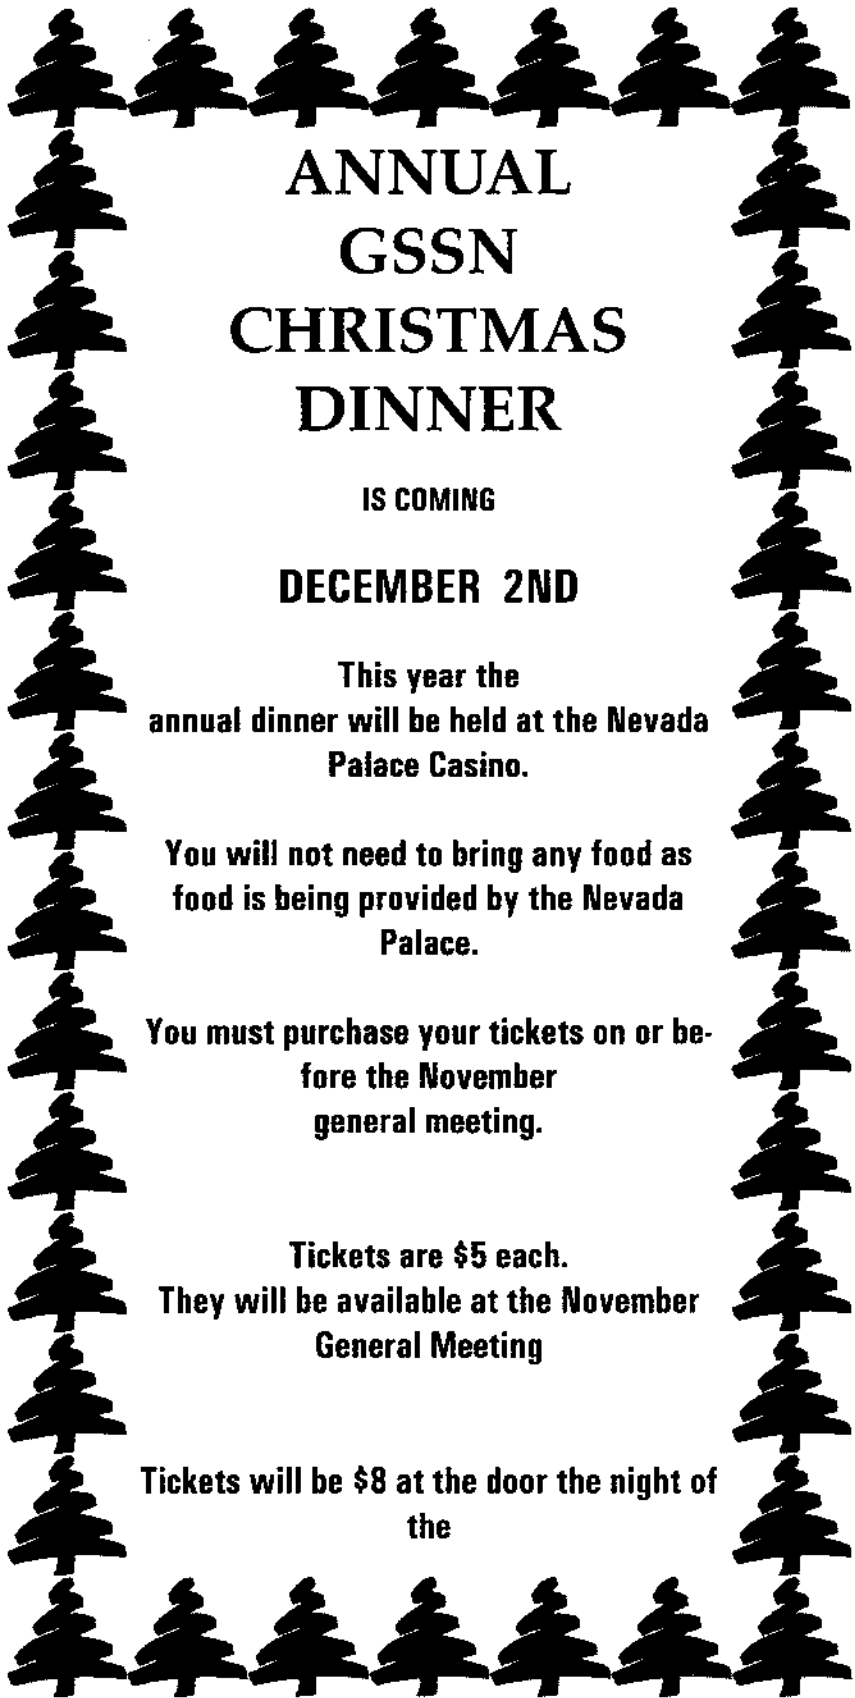 ANNUAL
GSSN
CHRISTMAS
DINNER
IS COMING
DECEMBER 2ND
This year the
annual dinner will be held at the Nevada
Palace Casino.
You will not need to bring any food as
food is being provided by the Nevada
Palace.
You must purchase your tickets on or be-
fore the November
general meeting.
Tickets are $5 each.
They will be available at the November
General Meeting
Tickets will be $8 at the door the night of
the